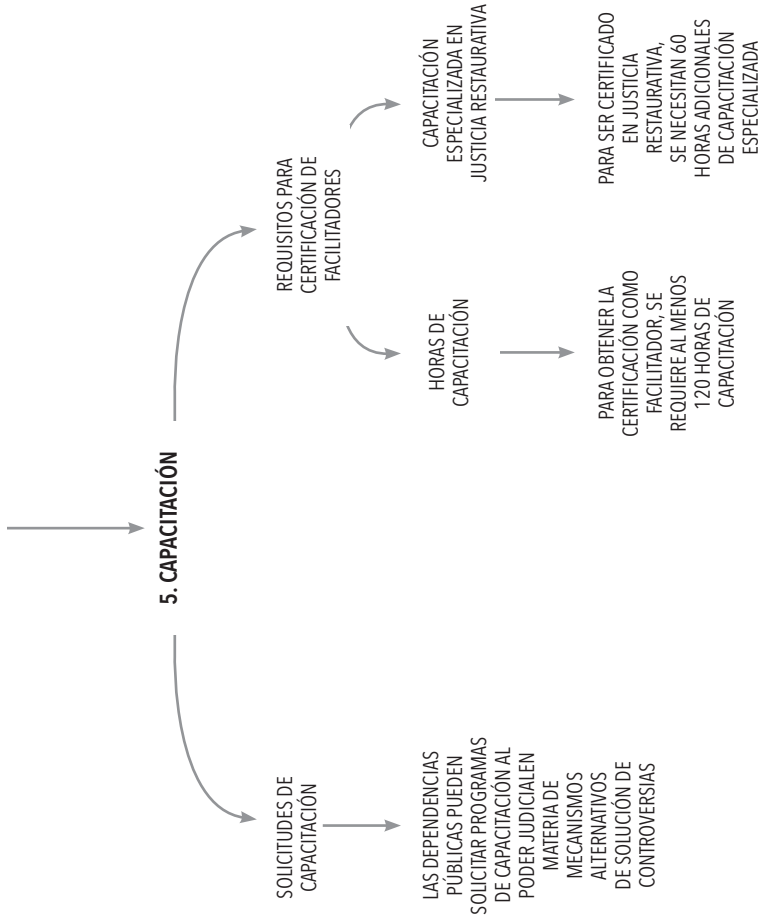 5. CAPACITACIÓN
SOLICITUDES DE
CAPACITACIÓN
LAS DEPENDENCIAS
PÚBLICAS PUEDEN
SOLICITAR PROGRAMAS
DE CAPACITACIÓN AL
PODER JUDICIALEN
MATERIA DE
MECANISMOS
ALTERNATIVOS
DE SOLUCIÓN DE
CONTROVERSIAS
REQUISITOS PARA
CERTIFICACIÓN DE
FACILITADORES
HORAS DE
CAPACITACIÓN
PARA OBTENER LA
CERTIFICACIÓN COMO
FACILITADOR, SE
REQUIERE AL MENOS
120 HORAS DE
CAPACITACIÓN
CAPACITACIÓN
ESPECIALIZADA EN
JUSTICIA RESTAURATIVA
PARA SER CERTIFICADO
EN JUSTICIA
RESTAURATIVA,
SE NECESITAN 60
HORAS ADICIONALES
DE CAPACITACIÓN
ESPECIALIZADA